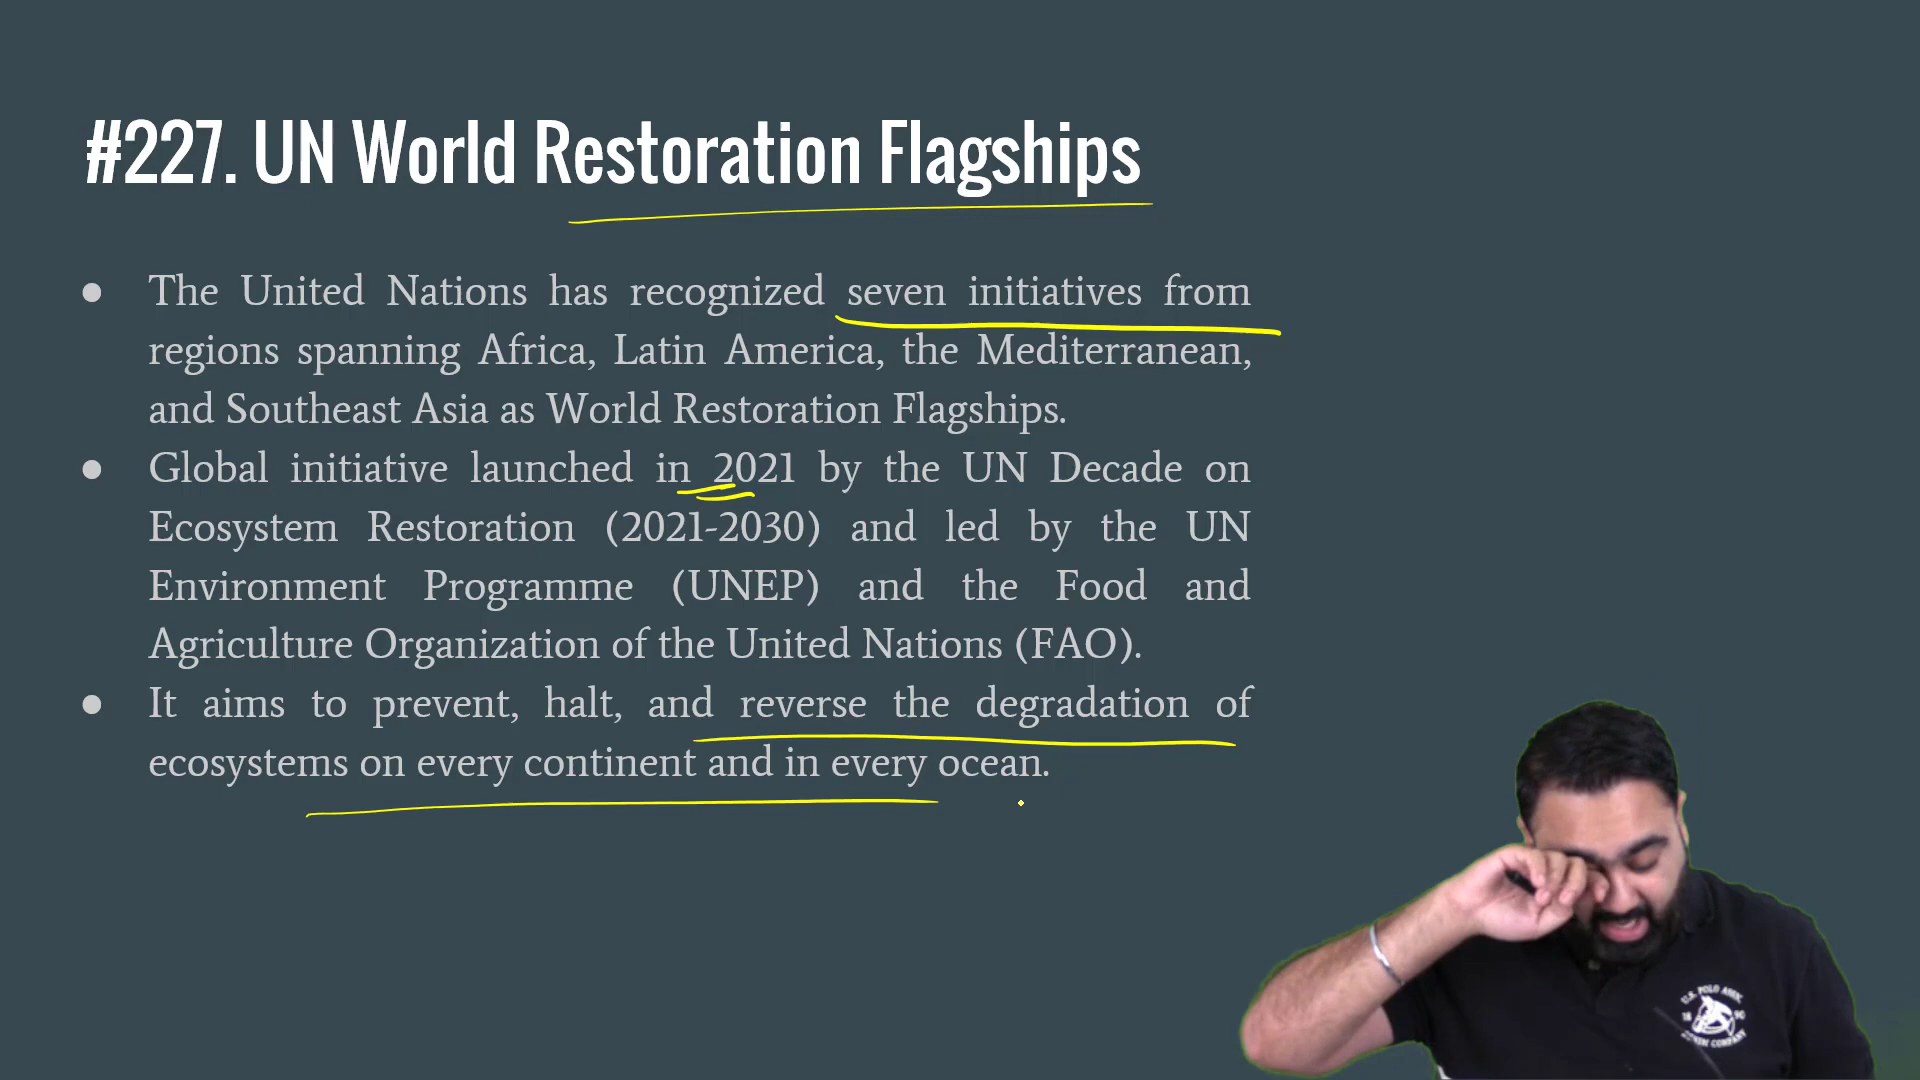 #227. UN World Restoration Flagships
● The United Nations has recognized seven initiatives from
regions spanning Africa, Latin America, the Mediterranean,
and Southeast Asia as World Restoration Flagships.
● Global initiative launched in 2021 by the UN Decade on
Ecosystem Restoration (2021-2030) and led by the UN
Environment Programme (UNEP) and the Food and
Agriculture Organization of the United Nations (FAO).
● It aims to prevent, halt, and reverse the degradation of
ecosystems on every continent and in every ocean.
U.S. POLO ASSN.
18 90